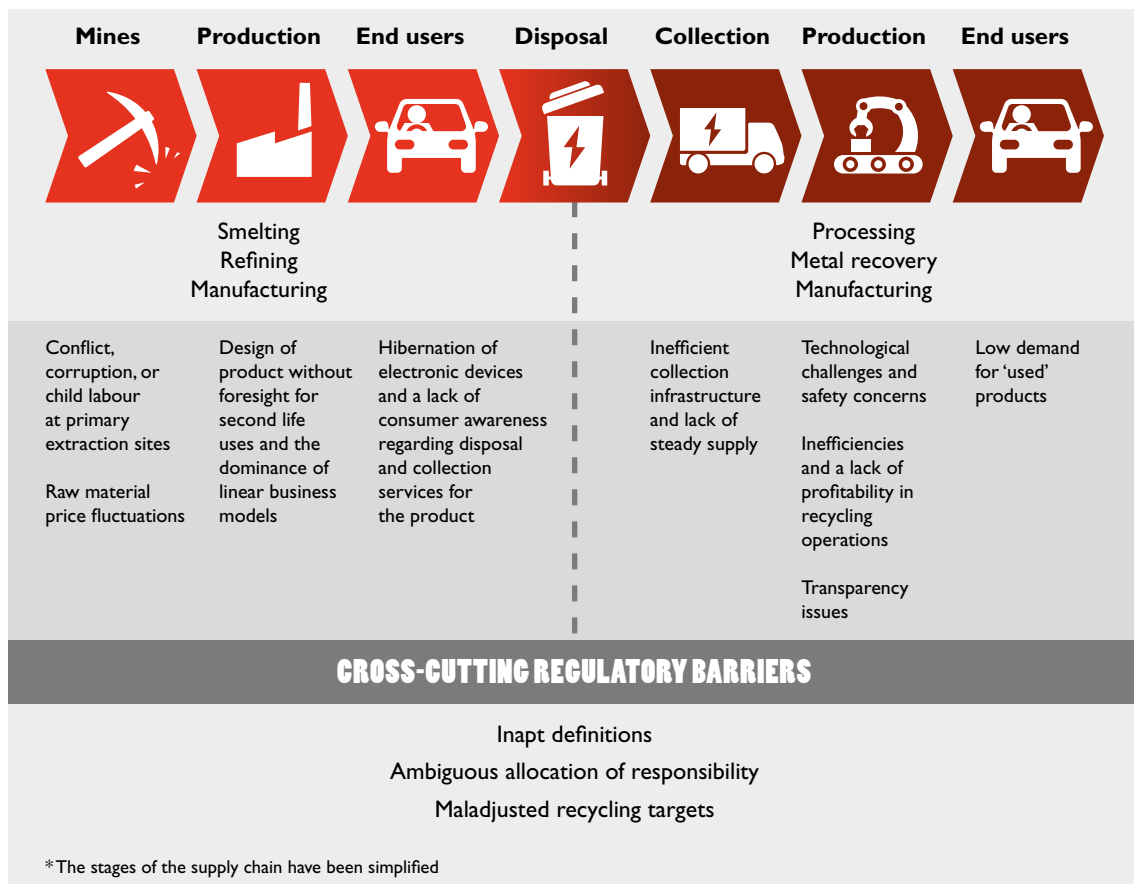 Mines
Production
End users
Disposal
Collection
Production
End users
Smelting
Refining
Manufacturing
Processing
Metal recovery
Manufacturing
Conflict,
corruption, or
child labour
at primary
extraction sites
Raw material
price fluctuations
Design of
product without
foresight for
second life
uses and the
dominance of
linear business
models
Hibernation of
electronic devices
and a lack of
consumer awareness
regarding disposal
and collection
services for
the product
Inefficient
collection
infrastructure
and lack of
steady supply
Technological
challenges and
safety concerns
Inefficiencies
and a lack of
profitability in
recycling
operations
Transparency
issues
Low demand
for ‘used’
products
CROSS-CUTTING REGULATORY BARRIERS
Inapt definitions
Ambiguous allocation of responsibility
Maladjusted recycling targets
* The stages of the supply chain have been simplified